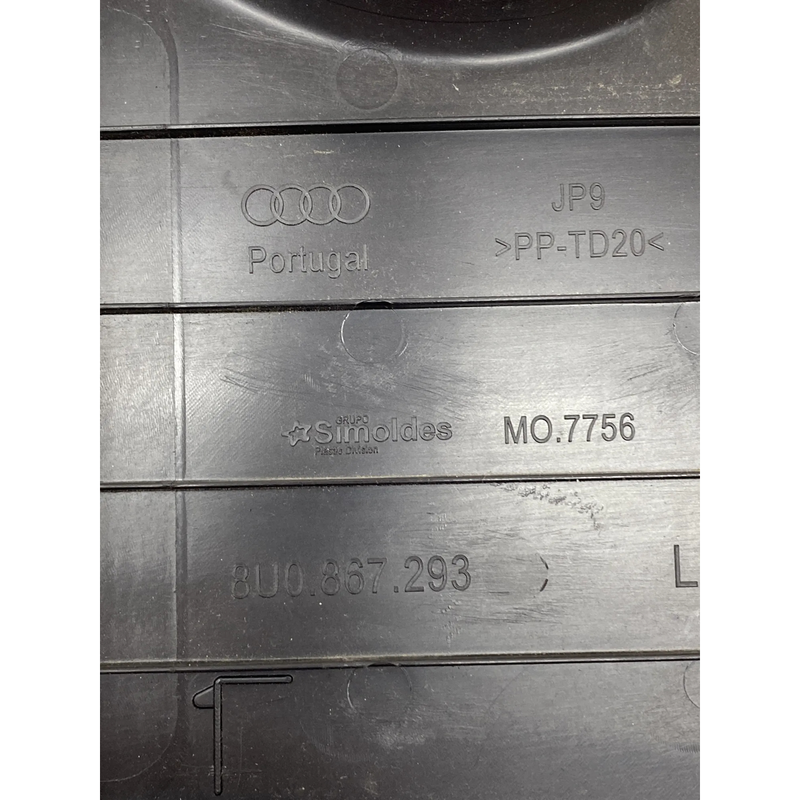 JP9
Portugal
>PP-TD20<
GRUPO
Simoldes
Plastic Division
MO.7756
8U0.867.293
L